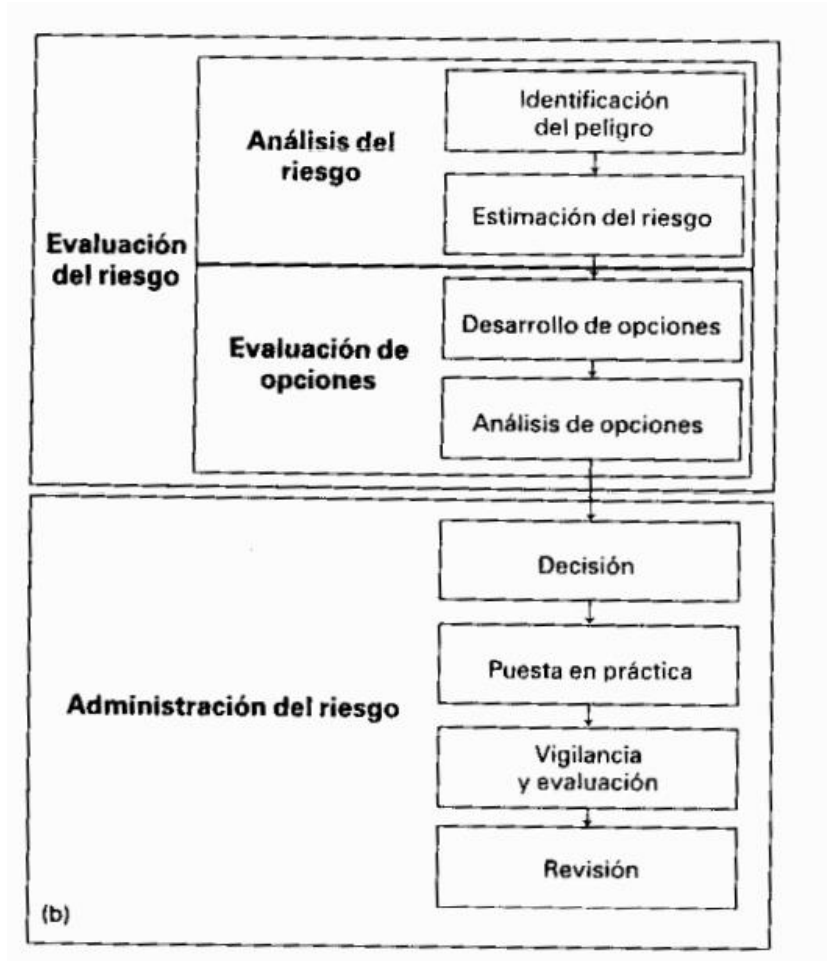 Evaluación
del riesgo
Análisis del
riesgo
Identificación
del peligro
Estimación del riesgo
Evaluación de
opciones
Desarrollo de opciones
Análisis de opciones
Administración del riesgo
Decisión
Puesta en práctica
Vigilancia
y evaluación
Revisión
(b)